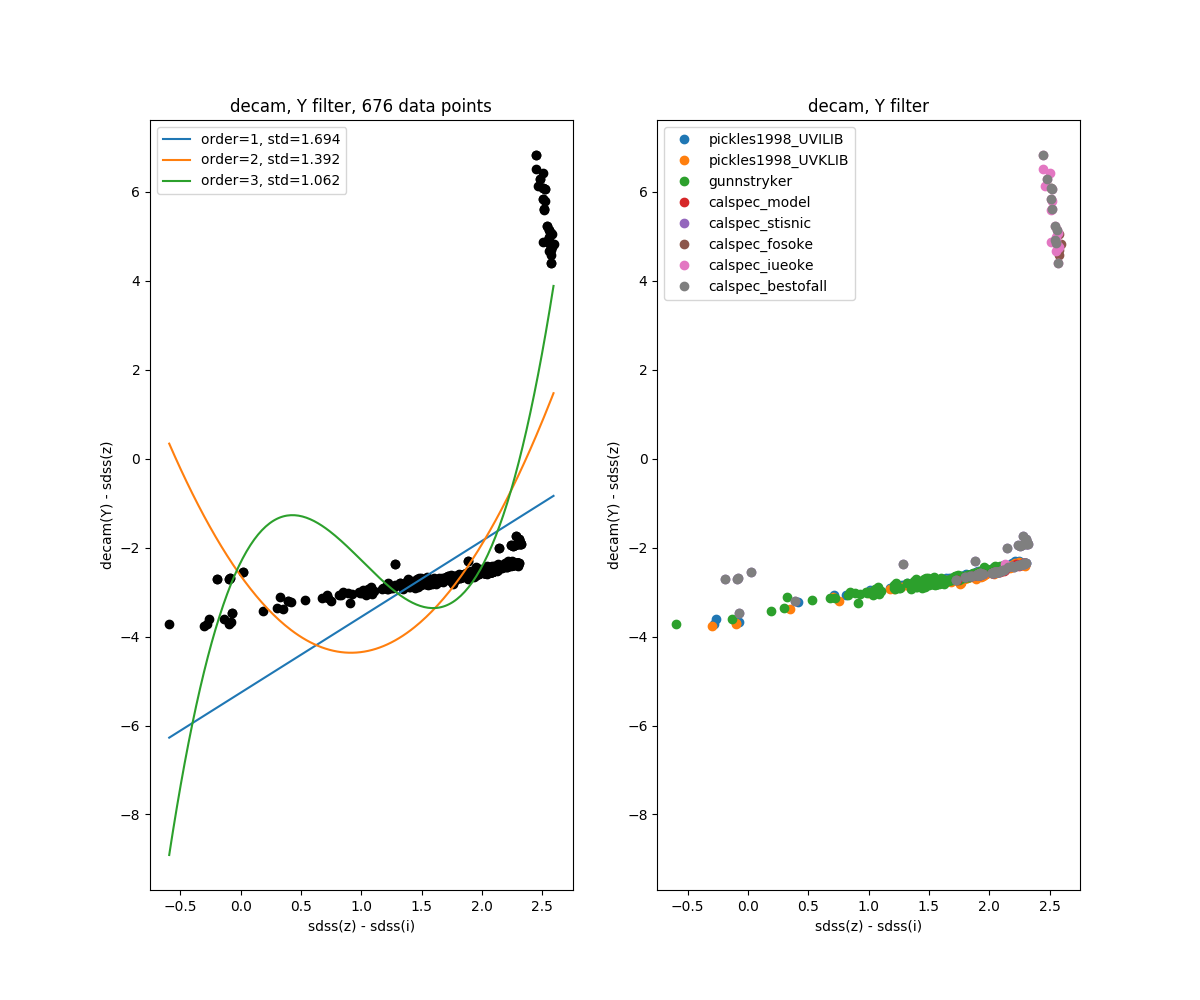 decam, Y filter, 676 data points
order=1, std=1.694
order=2, std=1.392
order=3, std=1.062
decam(Y) - sdss(z)
6
4
2
0
−2
−4
−6
−8
−0.5 0.0 0.5 1.0 1.5 2.0 2.5
sdss(z) - sdss(i)
decam, Y filter
pickles1998_UVILIB
pickles1998_UVKLIB
gunnstryker
calspec_model
calspec_stisnic
calspec_fosoke
calspec_iueoke
calspec_bestofall
decam(Y) - sdss(z)
6
4
2
0
−2
−4
−6
−8
−0.5 0.0 0.5 1.0 1.5 2.0 2.5
sdss(z) - sdss(i)